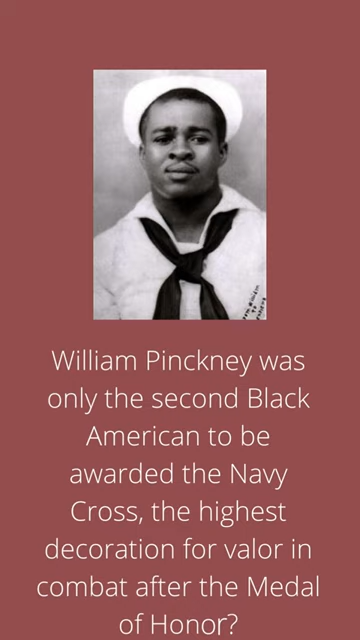 William Pinckney was
only the second Black
American to be
awarded the Navy
Cross, the highest
decoration for valor in
combat after the Medal
of Honor?